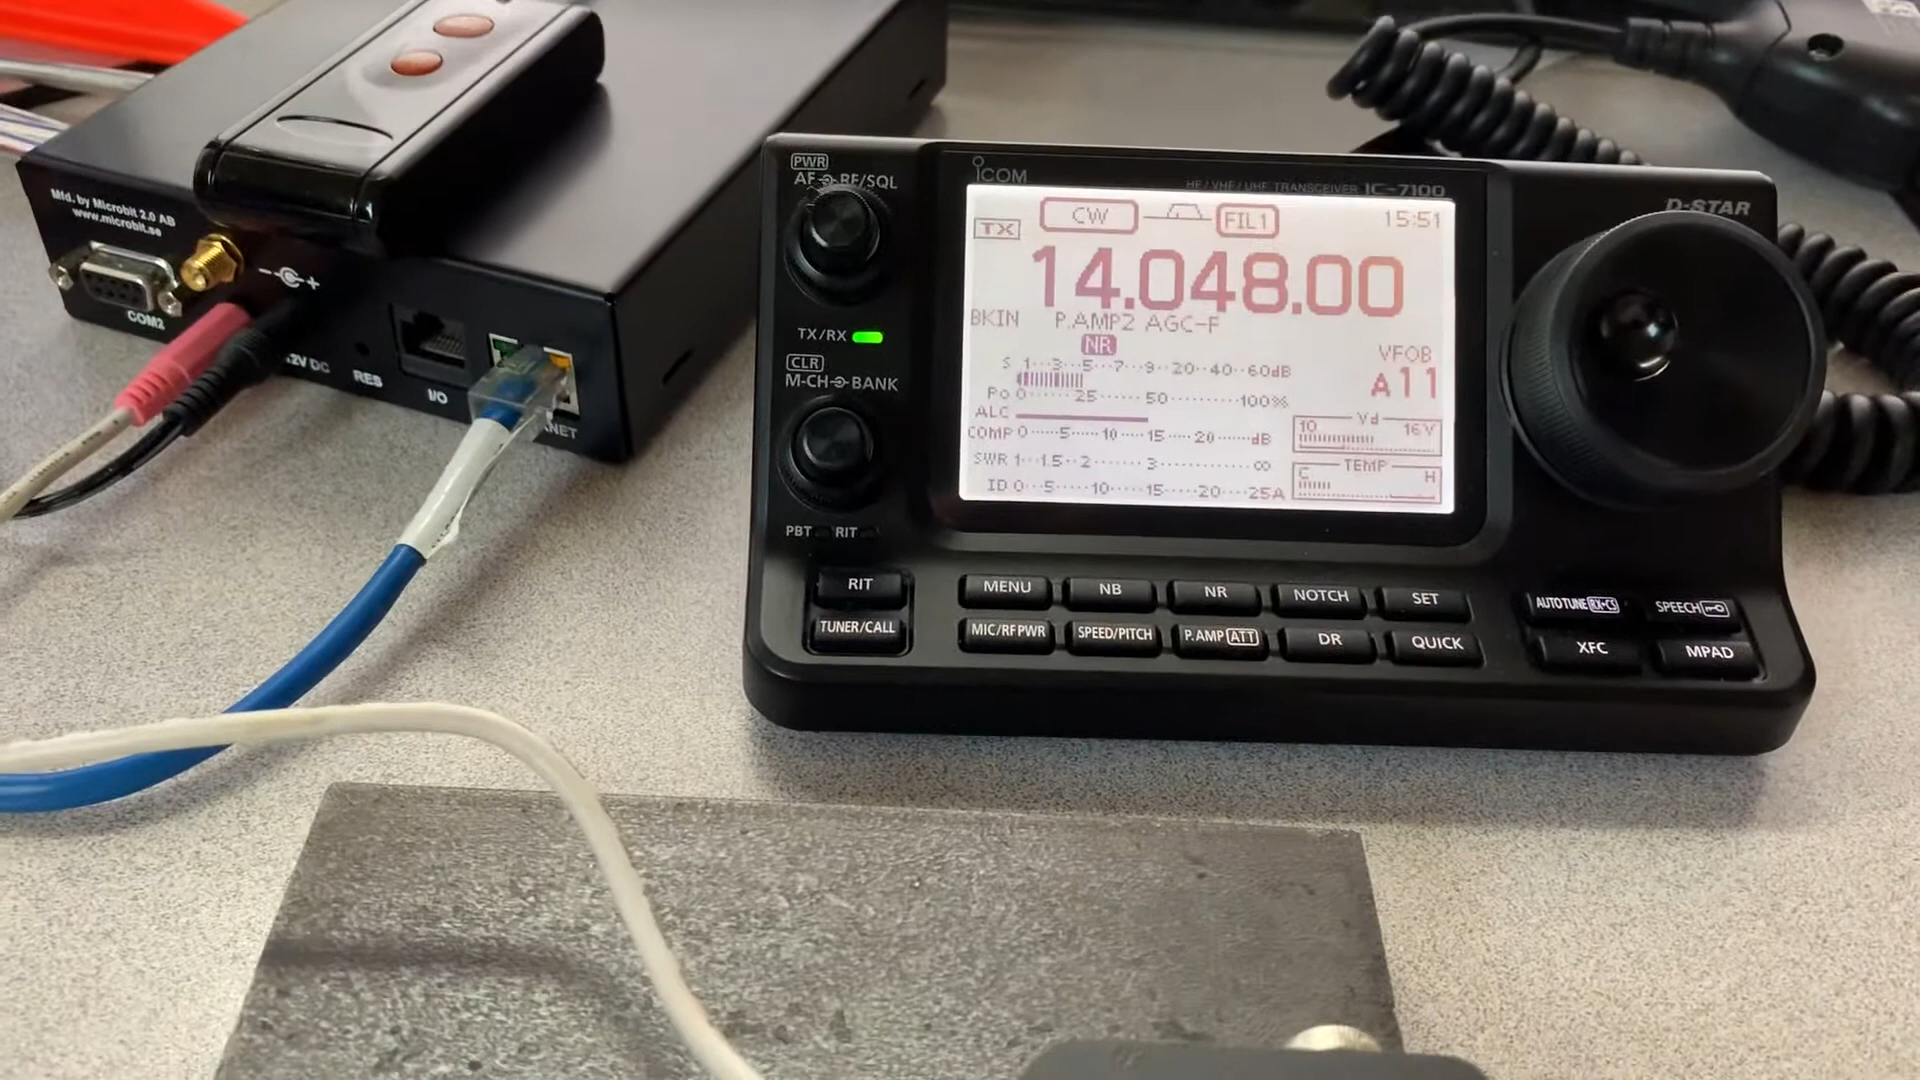 Mfd. by Microbit 2.0 AB
www.microbit.se
COM2
12V DC
RES
I/O
PWR
AF RF/SQL
TX/RX
CLR
M-CH BANK
PBT RIT
RIT
TUNER/CALL
ICOM
HF/VHF/UHF TRANSCEIVER IC-7100
D-STAR
CW FIL1 15:51
TX
14.048.00
BKIN P.AMP2 AGC-F
NR
VFOB
A11
S 1 3 5 7 9 20 40 60dB
Po 0 25 50 100%
ALC
COMP 0 5 10 15 20 dB
SWR 1 1.5 2 3 ∞
ID 0 5 10 15 20 25A
Vd
10 16V
TEMP
C H
MENU NB NR NOTCH SET
MIC/RF PWR SPEED/PITCH P.AMP ATT DR QUICK
AUTO TUNE RX→CS SPEECH
XFC MPAD